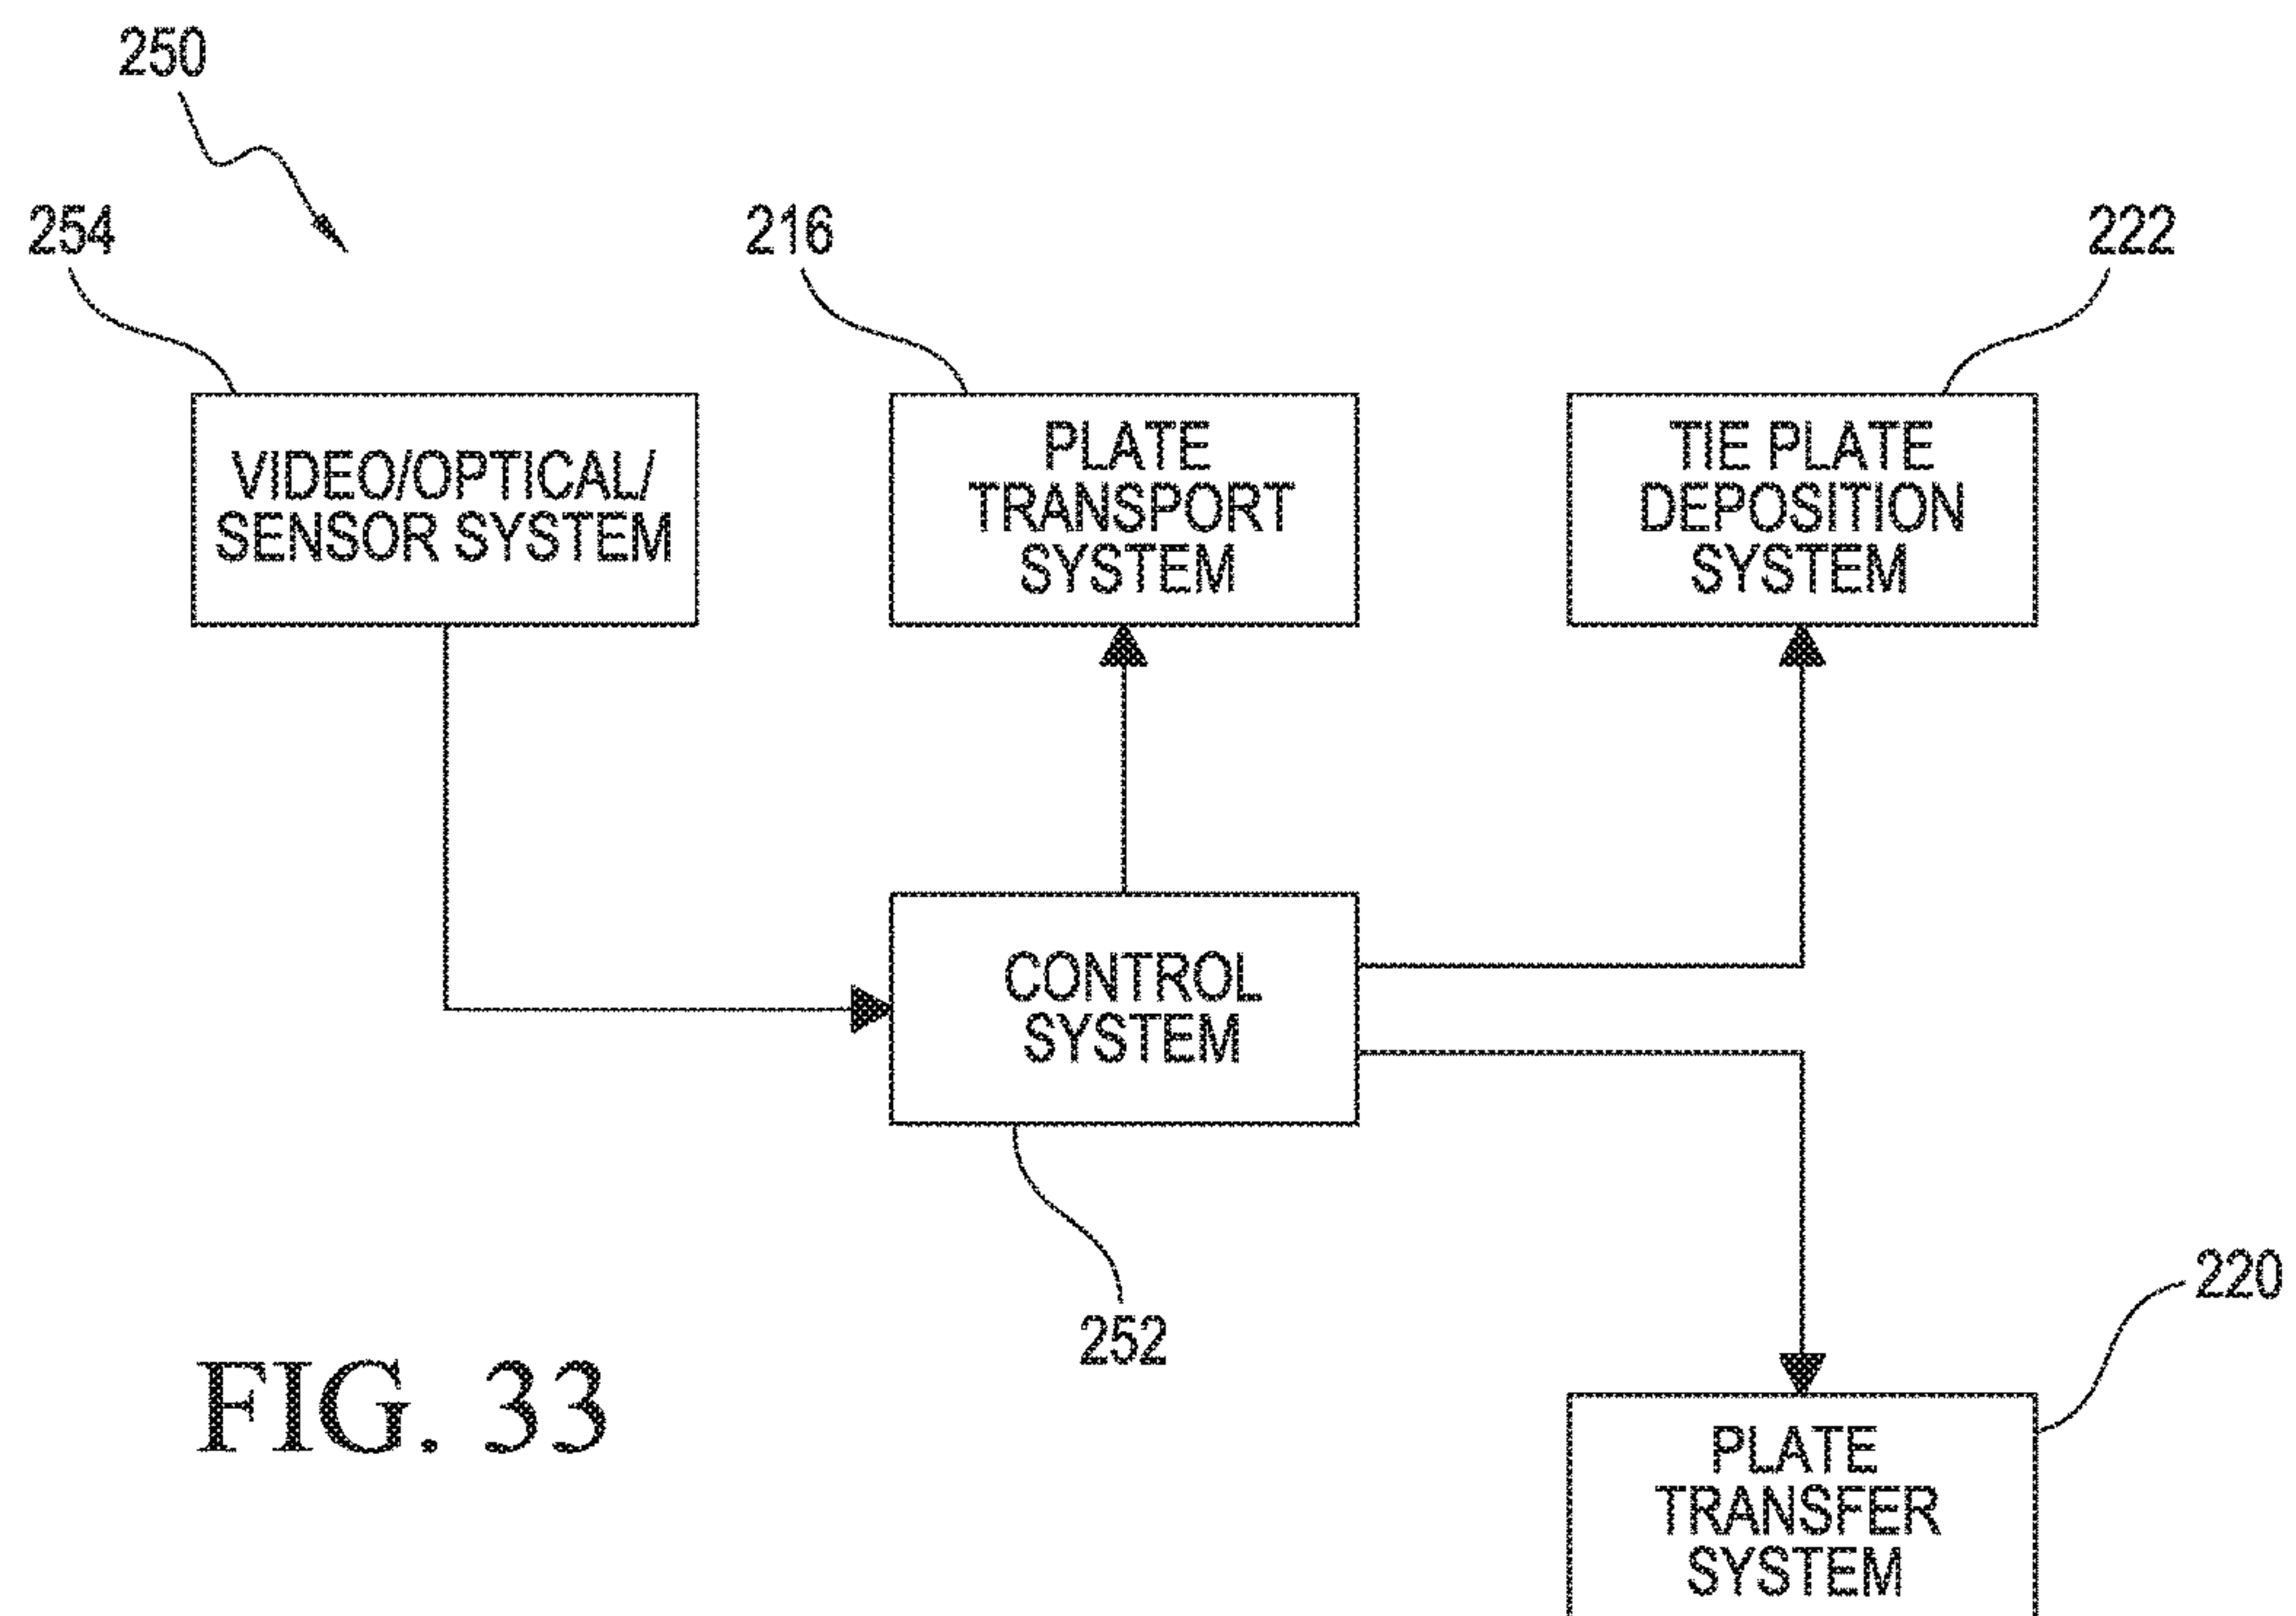 250
254
216
222
VIDEO/OPTICAL/
SENSOR SYSTEM
PLATE
TRANSPORT
SYSTEM
TIE PLATE
DEPOSITION
SYSTEM
CONTROL
SYSTEM
252
220
PLATE
TRANSFER
SYSTEM
FIG. 33